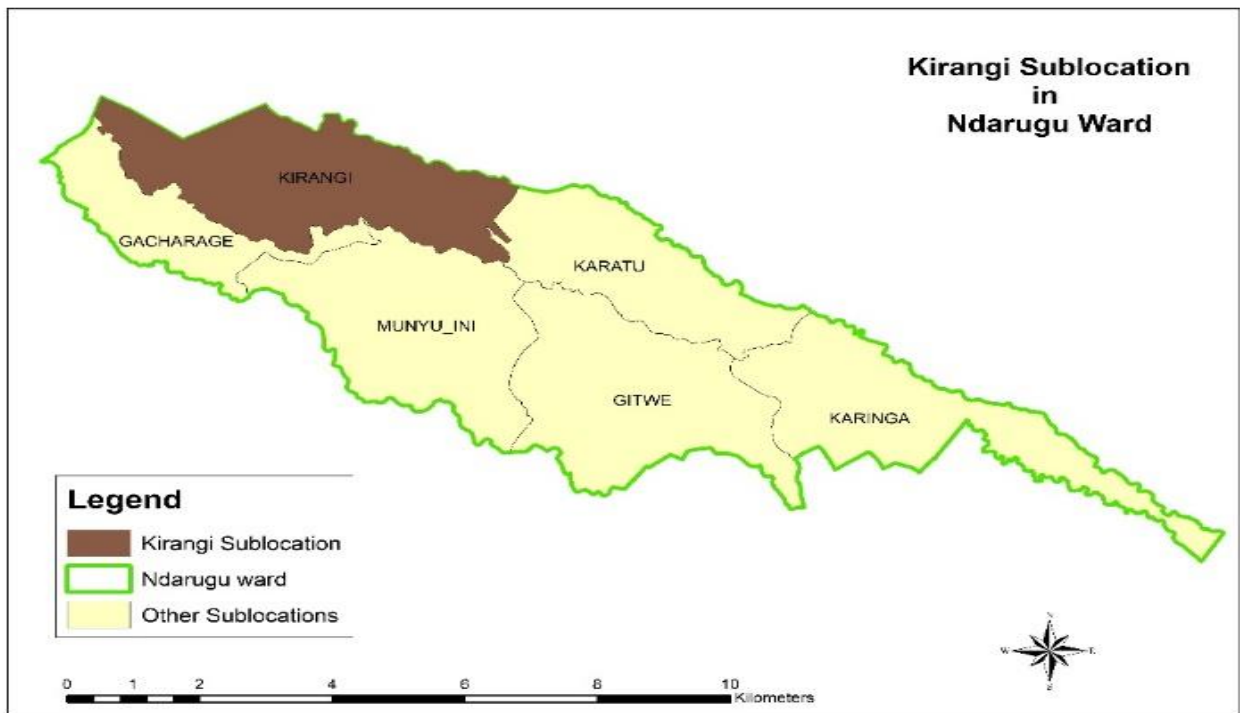 Kirangi Sublocation
in
Ndarugu Ward
KIRANGI
GACHARAGE
KARATU
MUNYU_INI
GITWE
KARINGA
Legend
Kirangi Sublocation
Ndarugu ward
Other Sublocations
N
W E
S
0 1 2 4 6 8 10
Kilometers